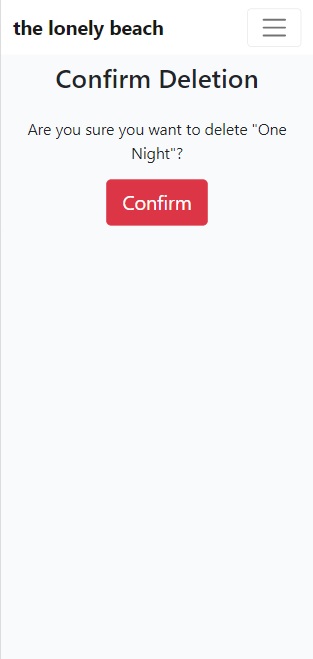 the lonely beach
Confirm Deletion
Are you sure you want to delete "One
Night"?
Confirm